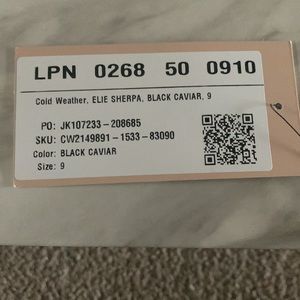 LPN 0268 50 0910
Cold Weather, ELIE SHERPA, BLACK CAVIAR, 9
PO: JK107233-208685
SKU: CW2149891-1533-83090
Color: BLACK CAVIAR
Size: 9